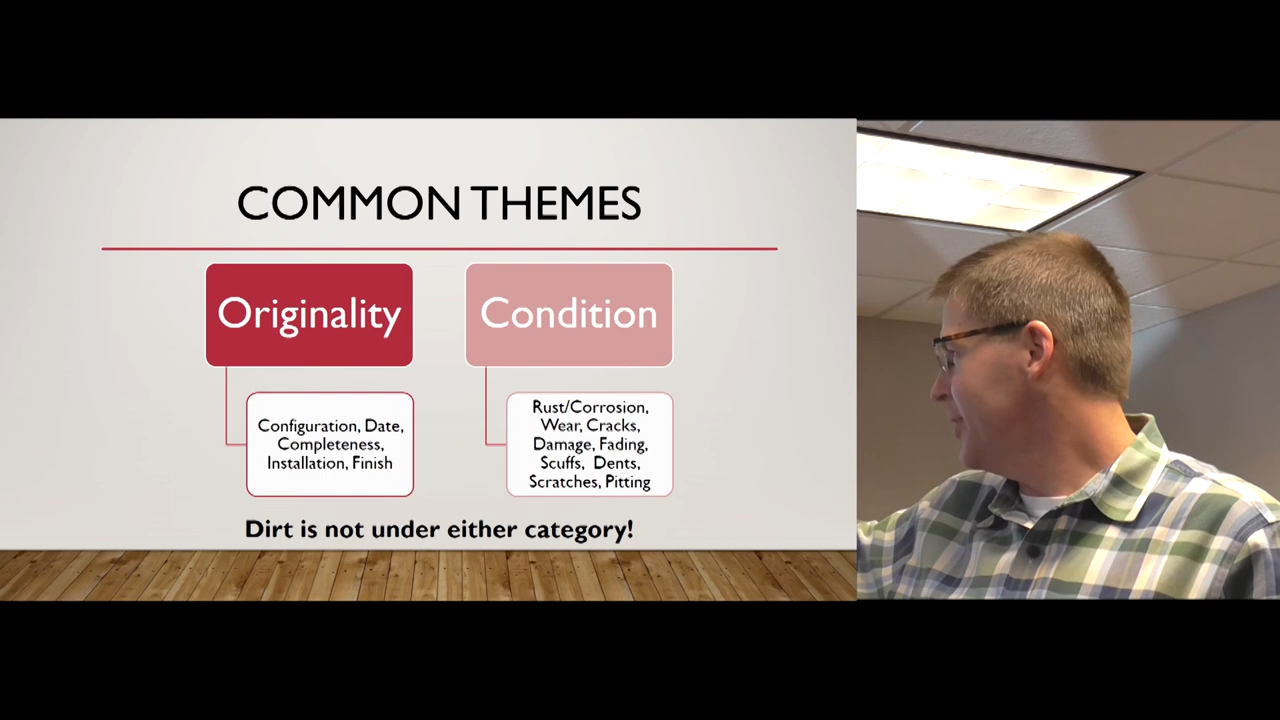 COMMON THEMES
Originality
Configuration, Date,
Completeness,
Installation, Finish
Condition
Rust/Corrosion,
Wear, Cracks,
Damage, Fading,
Scuffs, Dents,
Scratches, Pitting
Dirt is not under either category!